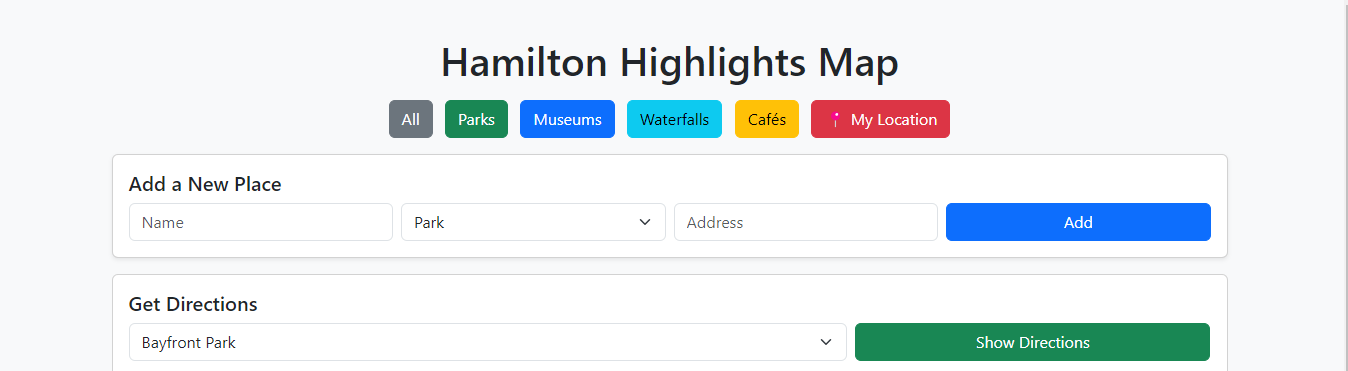 Hamilton Highlights Map
All Parks Museums Waterfalls Cafés 📍 My Location
Add a New Place
Name Park Address Add
Get Directions
Bayfront Park Show Directions